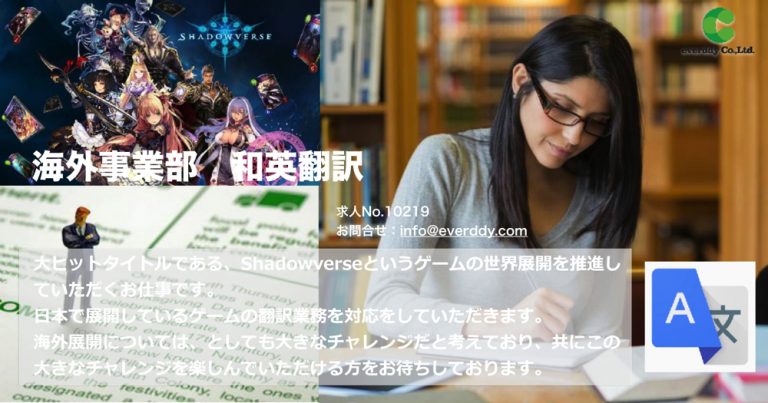 SHADOWVERSE
everddy Co.,Ltd.
海外事業部　和英翻訳
求人No.10219
お問合せ：info@everddy.com
大ヒットタイトルである、Shadowverseというゲームの世界展開を推進し
ていただくお仕事です。
日本で展開しているゲームの翻訳業務を対応をしていただきます。
海外展開については、としても大きなチャレンジだと考えており、共にこの
大きなチャレンジを楽しんでいただける方をお待ちしております。
A
文
Thursday